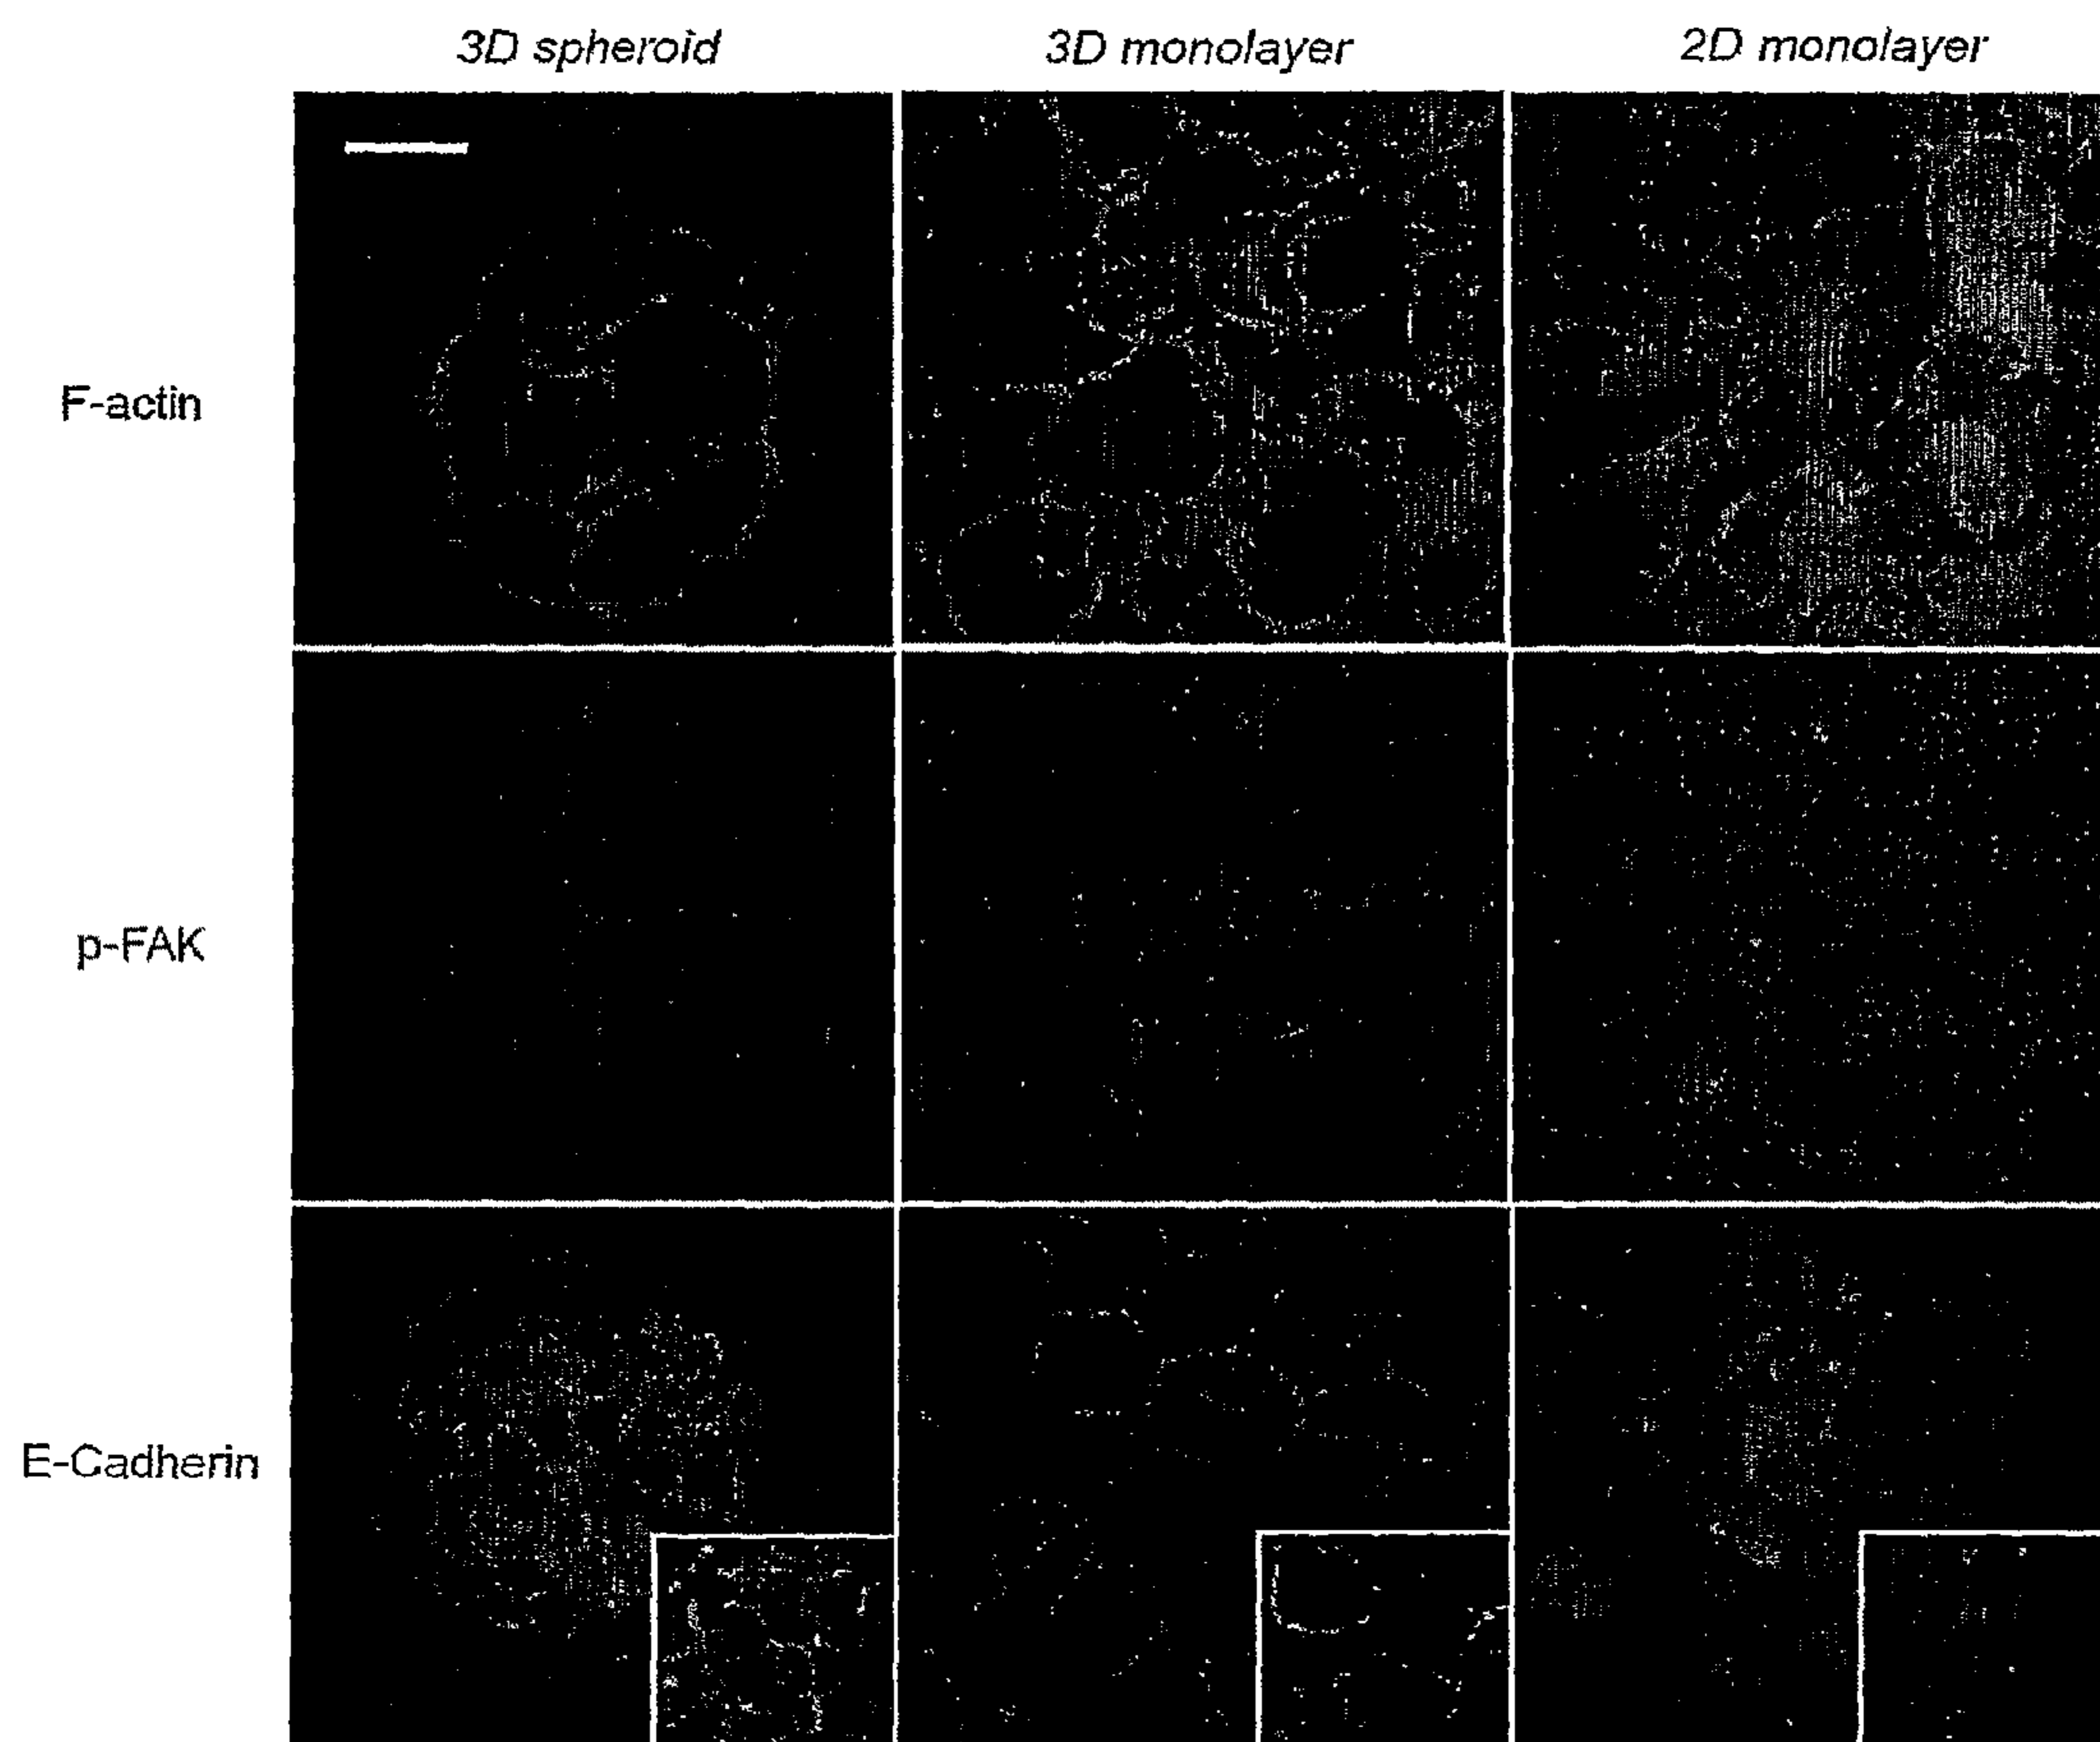 3D spheroid 3D monolayer 2D monolayer
F-actin
p-FAK
E-Cadherin